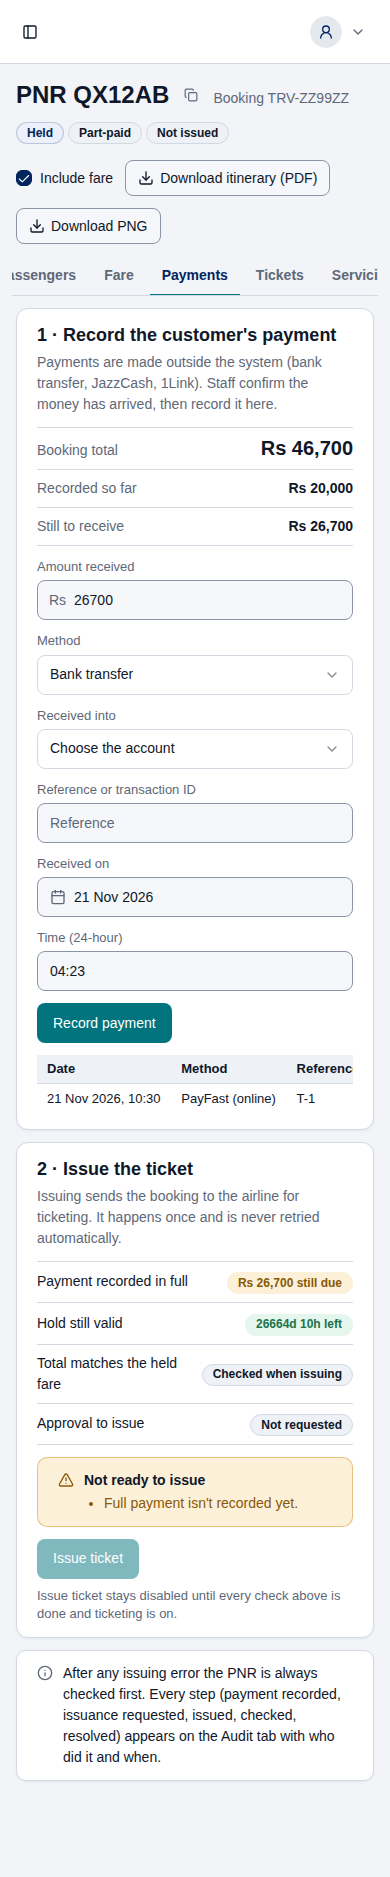 PNR QX12AB Booking TRV-ZZ99ZZ
Held Part-paid Not issued
Include fare Download itinerary (PDF)
Download PNG
assengers Fare Payments Tickets Servici
1 · Record the customer's payment
Payments are made outside the system (bank
transfer, JazzCash, 1Link). Staff confirm the
money has arrived, then record it here.
Booking total Rs 46,700
Recorded so far Rs 20,000
Still to receive Rs 26,700
Amount received
Rs 26700
Method
Bank transfer
Received into
Choose the account
Reference or transaction ID
Reference
Received on
21 Nov 2026
Time (24-hour)
04:23
Record payment
Date Method Reference
21 Nov 2026, 10:30 PayFast (online) T-1
2 · Issue the ticket
Issuing sends the booking to the airline for
ticketing. It happens once and is never retried
automatically.
Payment recorded in full Rs 26,700 still due
Hold still valid 26664d 10h left
Total matches the held
fare Checked when issuing
Approval to issue Not requested
Not ready to issue
• Full payment isn't recorded yet.
Issue ticket
Issue ticket stays disabled until every check above is
done and ticketing is on.
After any issuing error the PNR is always
checked first. Every step (payment recorded,
issuance requested, issued, checked,
resolved) appears on the Audit tab with who
did it and when.